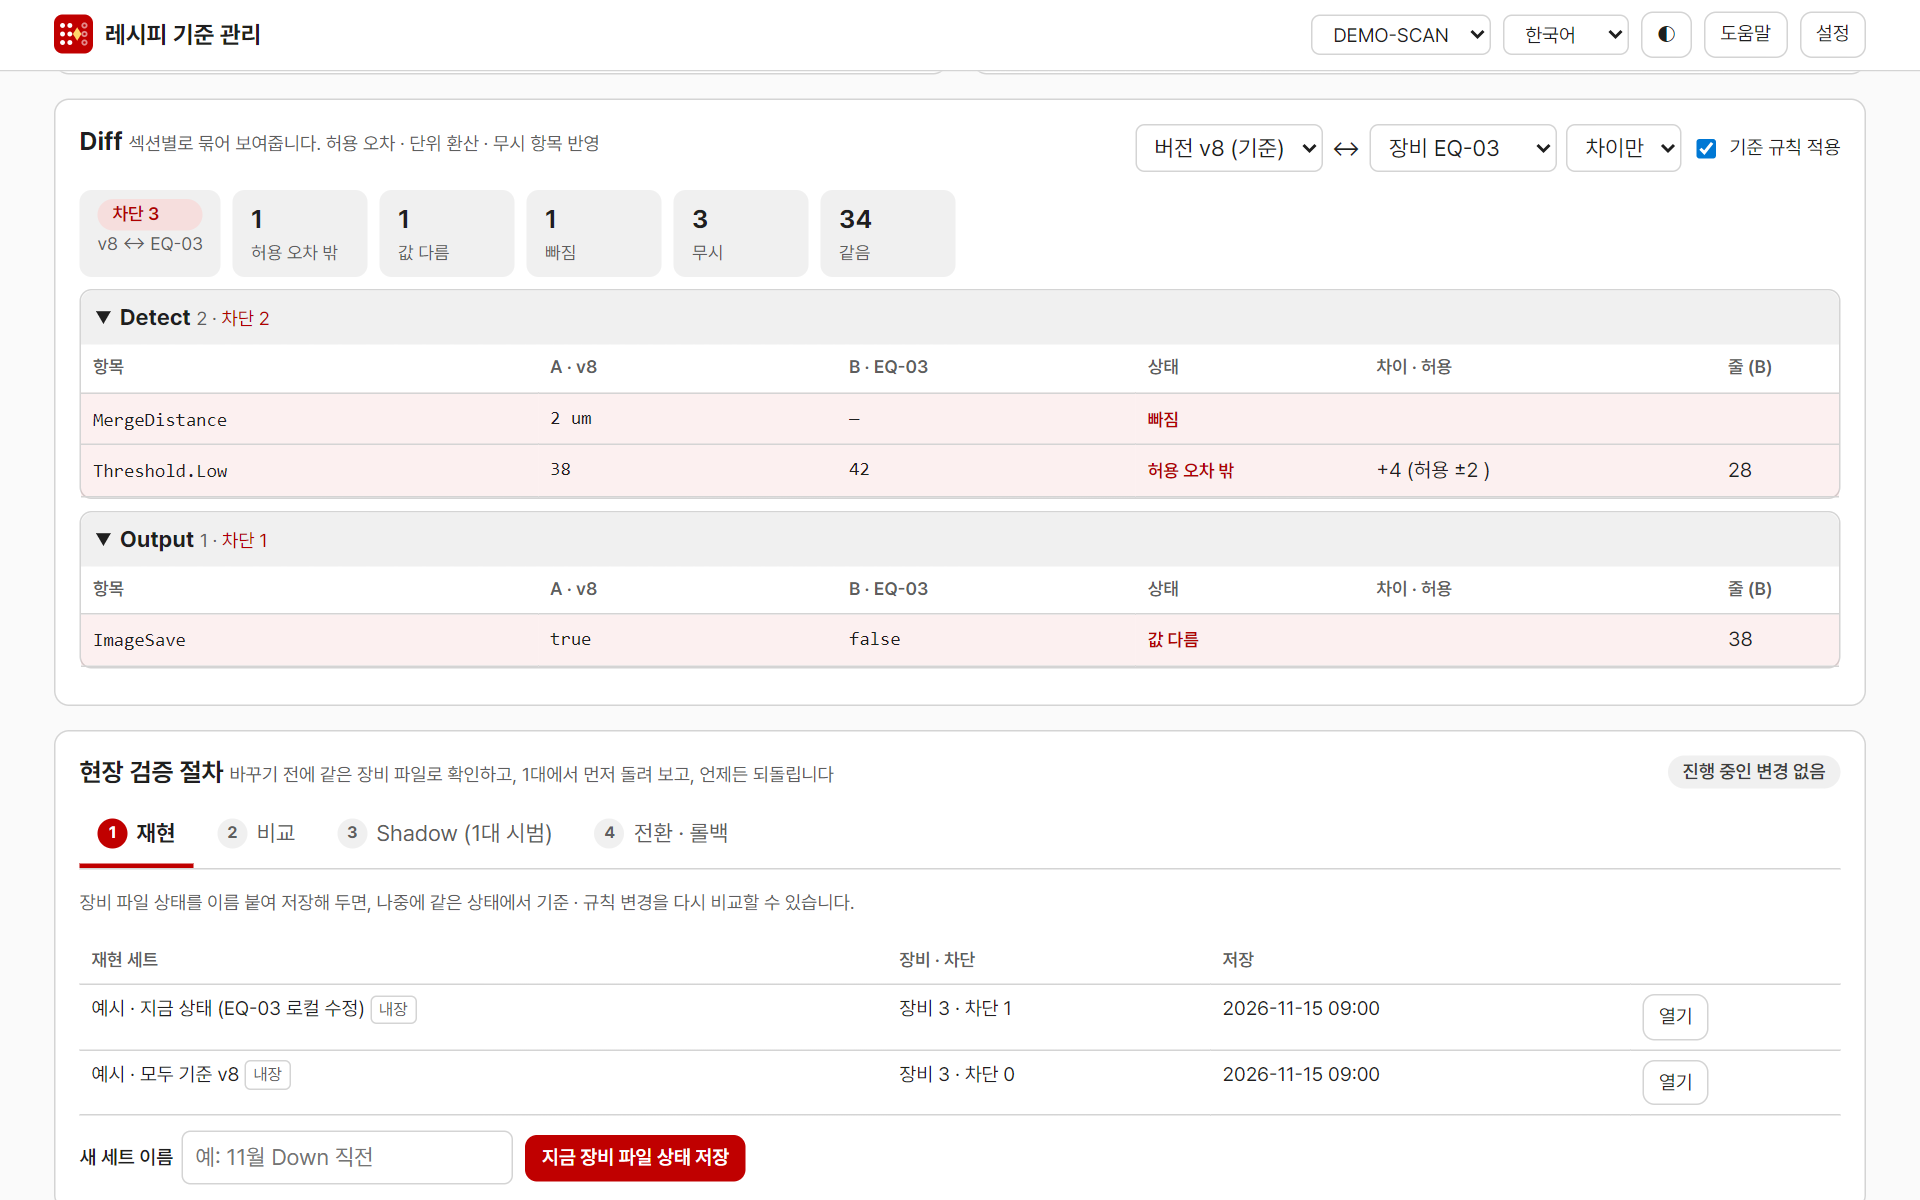 레시피 기준 관리
DEMO-SCAN
한국어
도움말
설정
Diff 섹션별로 묶어 보여줍니다. 허용 오차 · 단위 환산 · 무시 항목 반영
버전 v8 (기준) ↔ 장비 EQ-03 차이만 기준 규칙 적용
차단 3
v8 ↔ EQ-03
1
허용 오차 밖
1
값 다름
1
빠짐
3
무시
34
같음
▼ Detect 2 · 차단 2
항목 A · v8 B · EQ-03 상태 차이 · 허용 줄 (B)
MergeDistance 2 um – 빠짐
Threshold.Low 38 42 허용 오차 밖 +4 (허용 ±2 ) 28
▼ Output 1 · 차단 1
항목 A · v8 B · EQ-03 상태 차이 · 허용 줄 (B)
ImageSave true false 값 다름 38
현장 검증 절차 바꾸기 전에 같은 장비 파일로 확인하고, 1대에서 먼저 돌려 보고, 언제든 되돌립니다
진행 중인 변경 없음
1 재현 2 비교 3 Shadow (1대 시범) 4 전환 · 롤백
장비 파일 상태를 이름 붙여 저장해 두면, 나중에 같은 상태에서 기준 · 규칙 변경을 다시 비교할 수 있습니다.
재현 세트 장비 · 차단 저장
예시 · 지금 상태 (EQ-03 로컬 수정) 내장 장비 3 · 차단 1 2026-11-15 09:00 열기
예시 · 모두 기준 v8 내장 장비 3 · 차단 0 2026-11-15 09:00 열기
새 세트 이름 예: 11월 Down 직전 지금 장비 파일 상태 저장